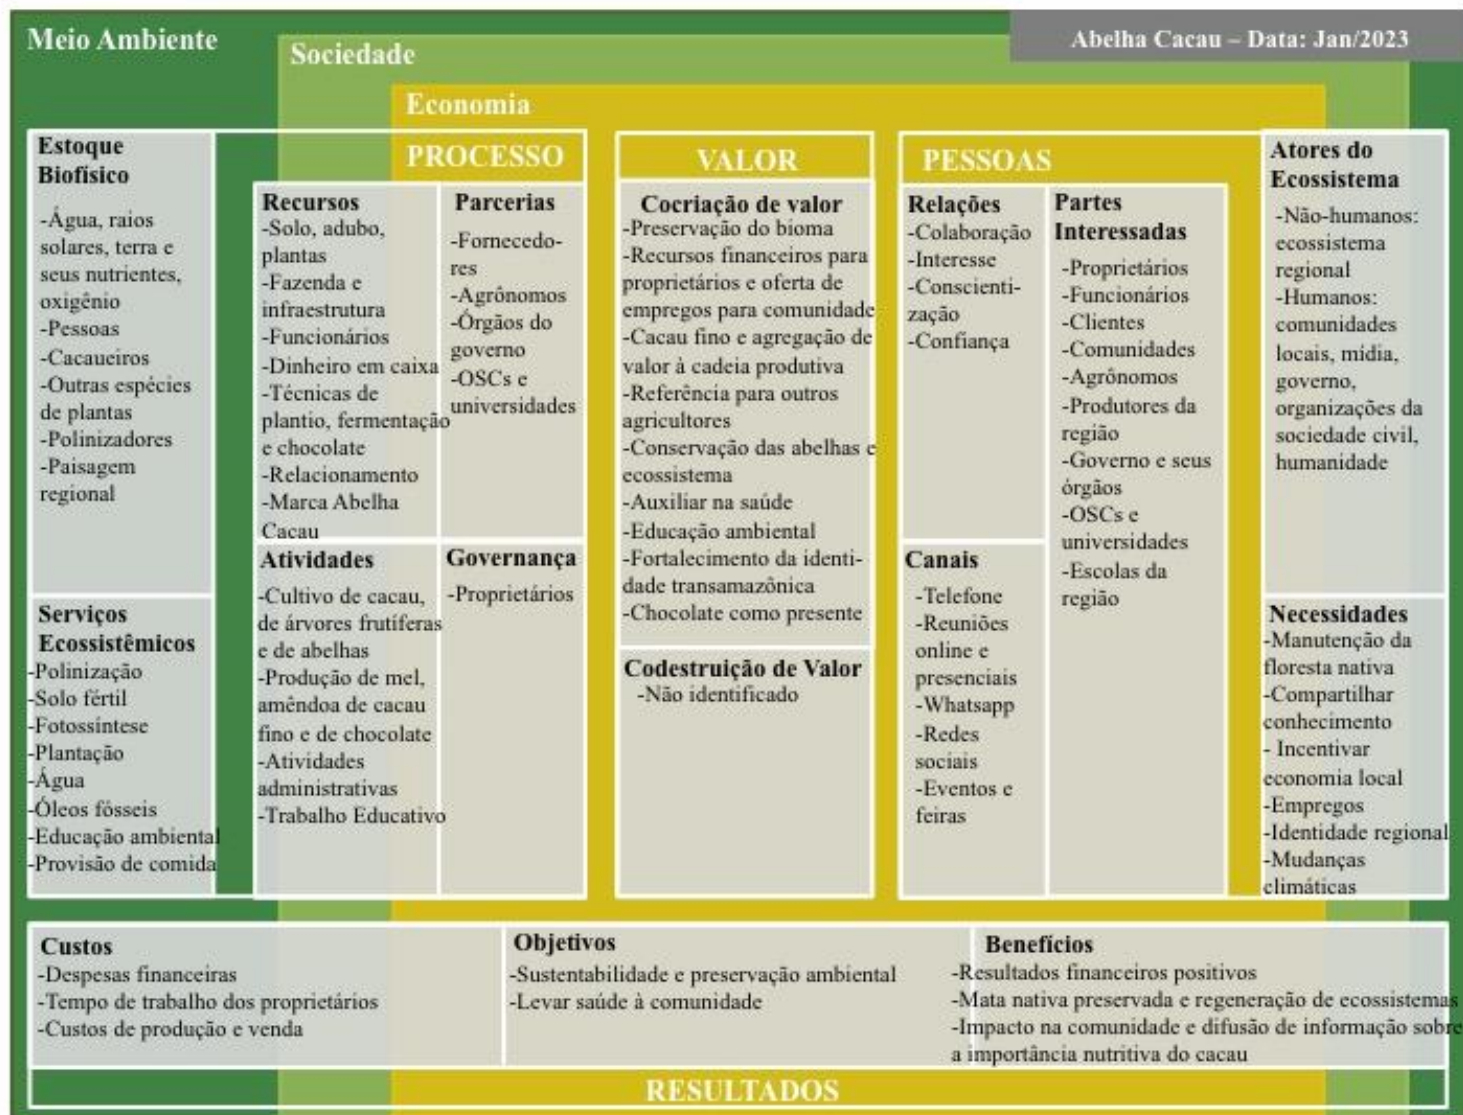 Meio Ambiente
Sociedade
Abelha Cacau – Data: Jan/2023
Economia
Estoque
Biofísico
-Água, raios
solares, terra e
seus nutrientes,
oxigênio
-Pessoas
-Cacaueiros
-Outras espécies
de plantas
-Polinizadores
-Paisagem
regional
Serviços
Ecossistêmicos
-Polinização
-Solo fértil
-Fotossíntese
-Plantação
-Água
-Óleos fósseis
-Educação ambiental
-Provisão de comida
PROCESSO
Recursos
-Solo, adubo,
plantas
-Fazenda e
infraestrutura
-Funcionários
-Dinheiro em caixa
-Técnicas de
plantio, fermentação
e chocolate
-Relacionamento
-Marca Abelha
Cacau
Parcerias
-Fornecedo-
res
-Agrônomos
-Órgãos do
governo
-OSCs e
universidades
Atividades
-Cultivo de cacau,
de árvores frutíferas
e de abelhas
-Produção de mel,
amêndoa de cacau
fino e de chocolate
-Atividades
administrativas
-Trabalho Educativo
Governança
-Proprietários
VALOR
Cocriação de valor
-Preservação do bioma
-Recursos financeiros para
proprietários e oferta de
empregos para comunidade
-Cacau fino e agregação de
valor à cadeia produtiva
-Referência para outros
agricultores
-Conservação das abelhas e
ecossistema
-Auxiliar na saúde
-Educação ambiental
-Fortalecimento da identi-
dade transamazônica
-Chocolate como presente
Codestruição de Valor
-Não identificado
PESSOAS
Relações
-Colaboração
-Interesse
-Conscienti-
zação
-Confiança
Canais
-Telefone
-Reuniões
online e
presenciais
-Whatsapp
-Redes
sociais
-Eventos e
feiras
Partes
Interessadas
-Proprietários
-Funcionários
-Clientes
-Comunidades
-Agrônomos
-Produtores da
região
-Governo e seus
órgãos
-OSCs e
universidades
-Escolas da
região
Atores do
Ecossistema
-Não-humanos:
ecossistema
regional
-Humanos:
comunidades
locais, mídia,
governo,
organizações da
sociedade civil,
humanidade
Necessidades
-Manutenção da
floresta nativa
-Compartilhar
conhecimento
- Incentivar
economia local
-Empregos
-Identidade regional
-Mudanças
climáticas
Custos
-Despesas financeiras
-Tempo de trabalho dos proprietários
-Custos de produção e venda
Objetivos
-Sustentabilidade e preservação ambiental
-Levar saúde à comunidade
Benefícios
-Resultados financeiros positivos
-Mata nativa preservada e regeneração de ecossistemas
-Impacto na comunidade e difusão de informação sobre
a importância nutritiva do cacau
RESULTADOS